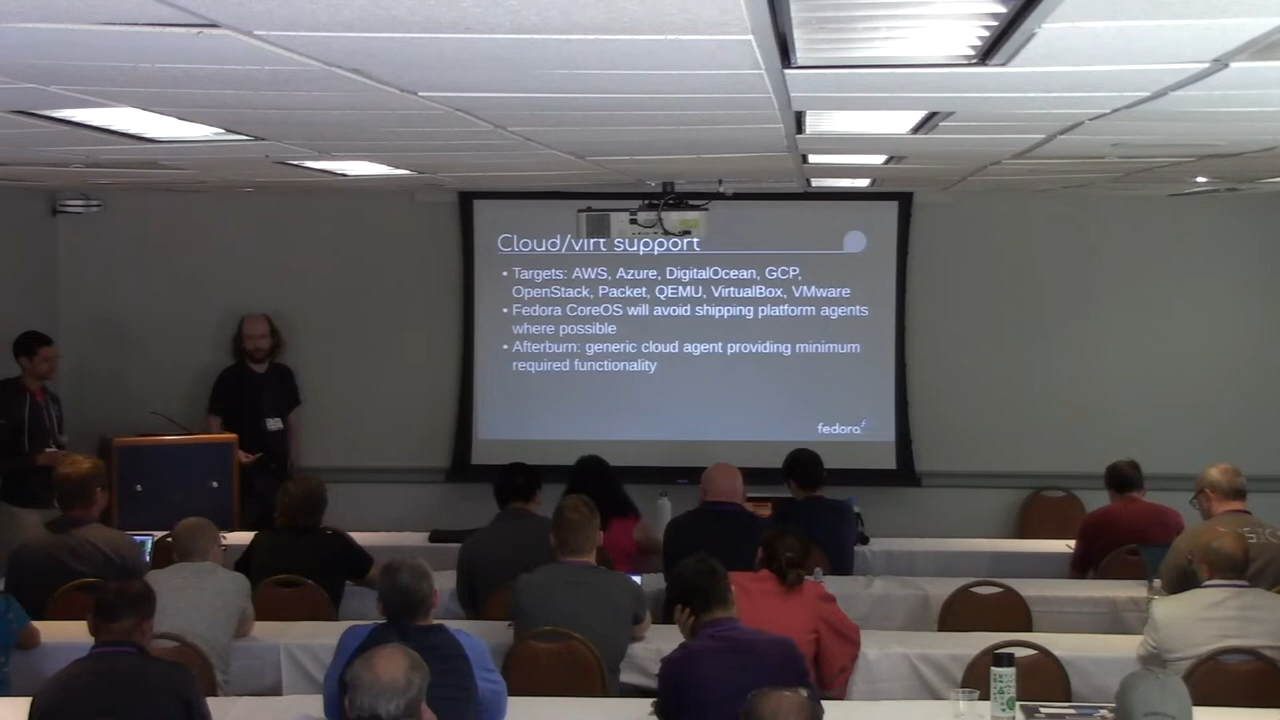 Cloud/virt support
• Targets: AWS, Azure, DigitalOcean, GCP,
OpenStack, Packet, QEMU, VirtualBox, VMware
• Fedora CoreOS will avoid shipping platform agents
where possible
• Afterburn: generic cloud agent providing minimum
required functionality
fedora